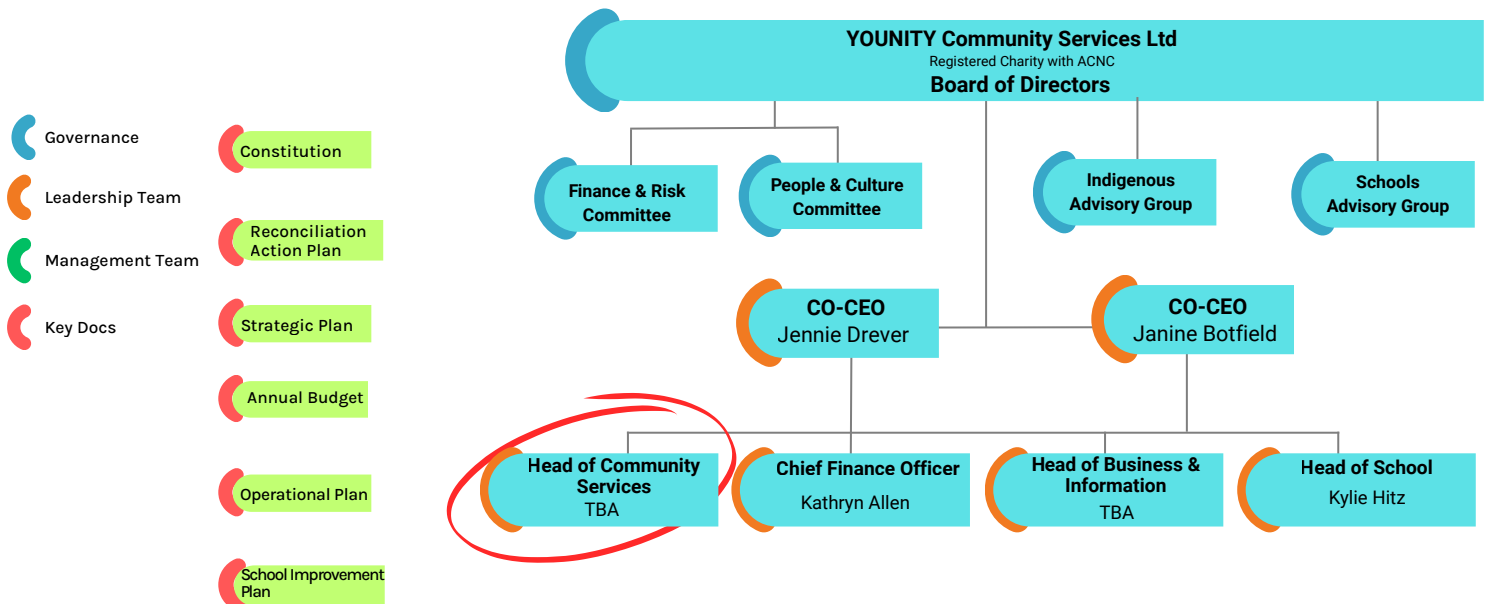 YOUNITY Community Services Ltd
Registered Charity with ACNC
Board of Directors
Governance
Leadership Team
Management Team
Key Docs
Constitution
Reconciliation
Action Plan
Strategic Plan
Annual Budget
Operational Plan
School Improvement
Plan
Finance & Risk
Committee
People & Culture
Committee
Indigenous
Advisory Group
Schools
Advisory Group
CO-CEO
Jennie Drever
CO-CEO
Janine Botfield
Head of Community
Services
TBA
Chief Finance Officer
Kathryn Allen
Head of Business &
Information
TBA
Head of School
Kylie Hitz